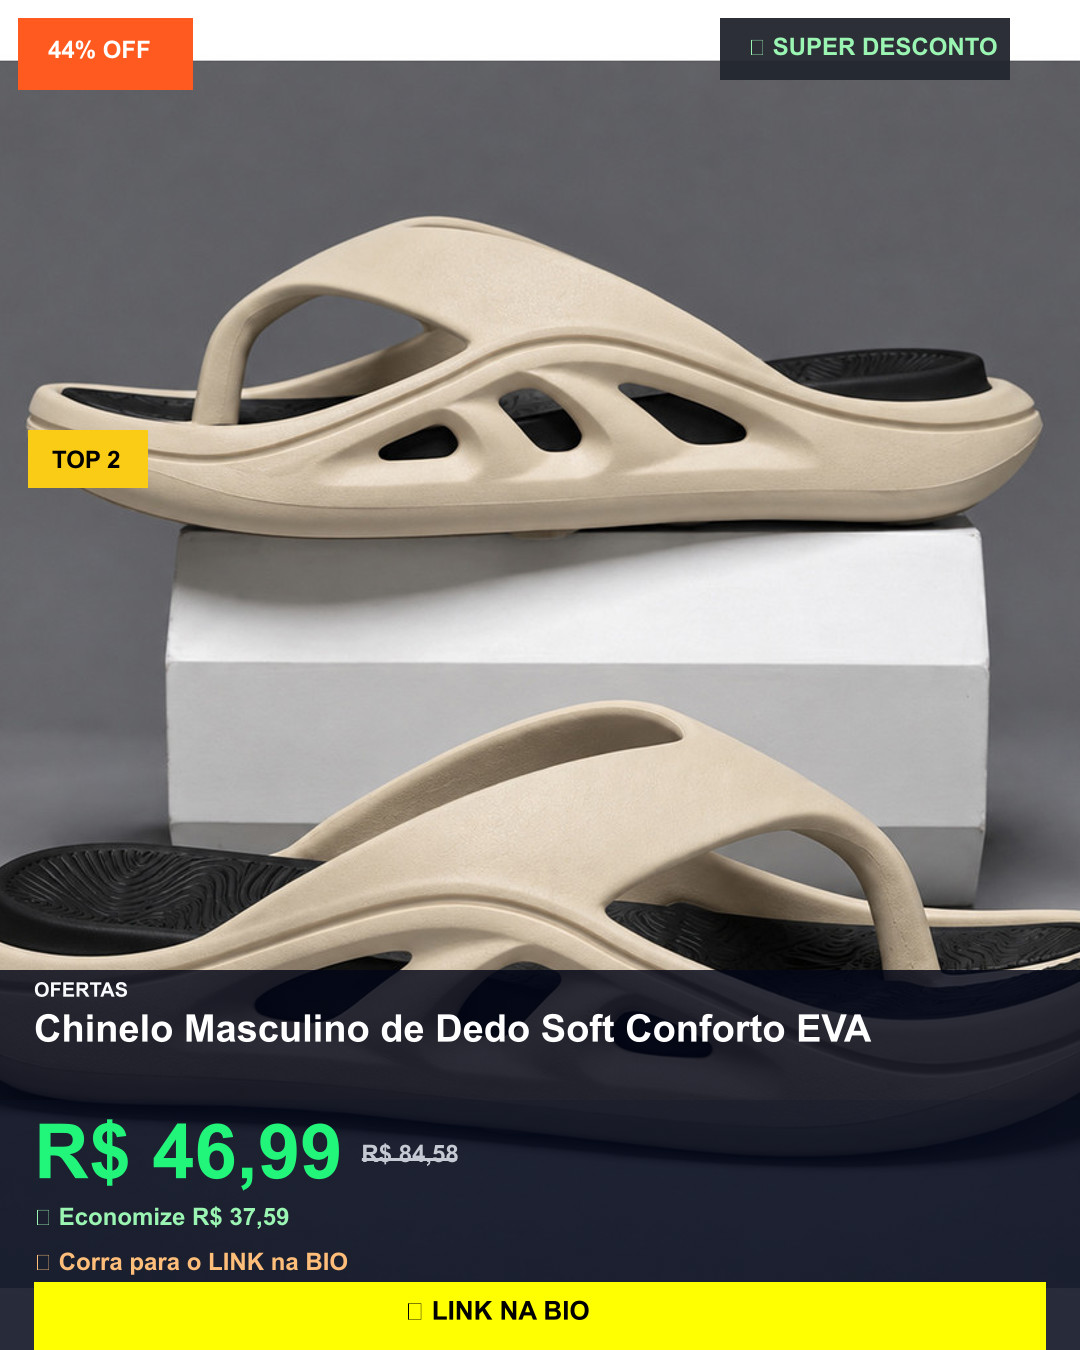 44% OFF
SUPER DESCONTO
TOP 2
OFERTAS
Chinelo Masculino de Dedo Soft Conforto EVA
R$ 46,99 R$ 84,58
Economize R$ 37,59
Corra para o LINK na BIO
LINK NA BIO